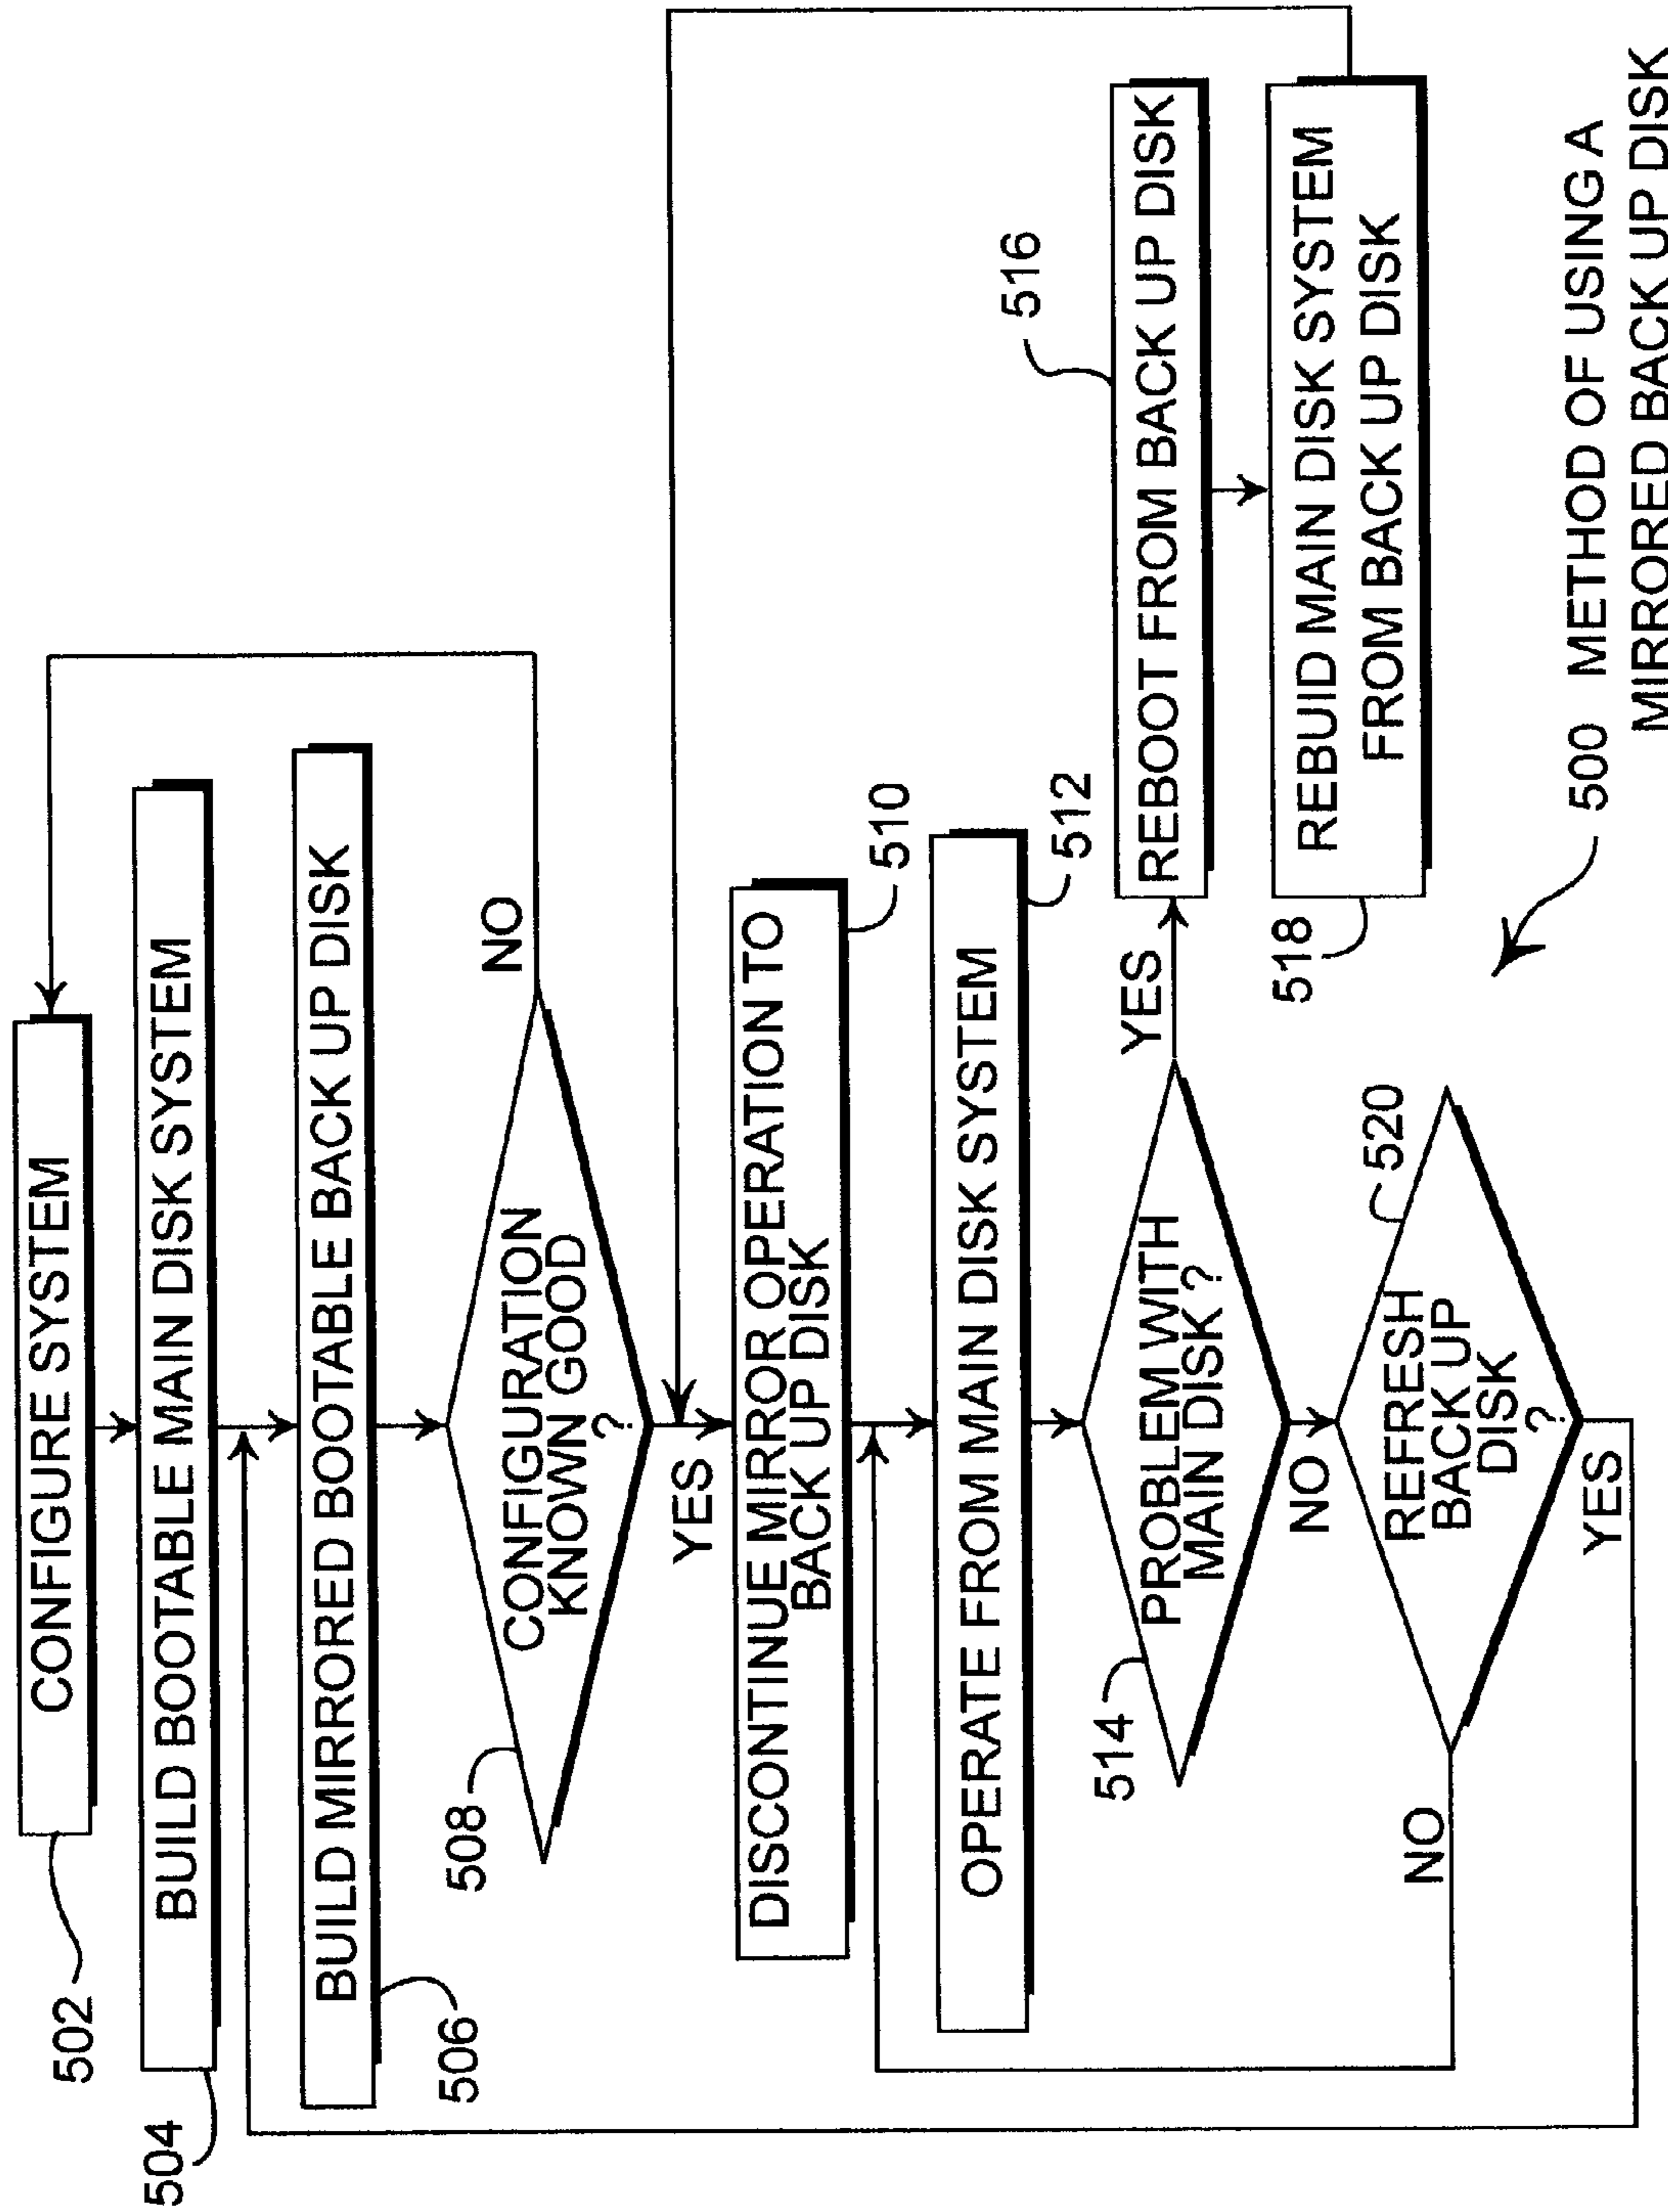 502
CONFIGURE SYSTEM
504
BUILD BOOTABLE MAIN DISK SYSTEM
506
BUILD MIRRORED BOOTABLE BACK UP DISK
508
CONFIGURATION
KNOWN GOOD
?
NO
YES
DISCONTINUE MIRROR OPERATION TO
BACK UP DISK
510
OPERATE FROM MAIN DISK SYSTEM
512
514
PROBLEM WITH
MAIN DISK ?
YES
REBOOT FROM BACK UP DISK
516
NO
518
REBUID MAIN DISK SYSTEM
FROM BACK UP DISK
520
REFRESH
BACK UP
DISK
?
NO
YES
500 METHOD OF USING A
MIRRORED BACK UP DISK